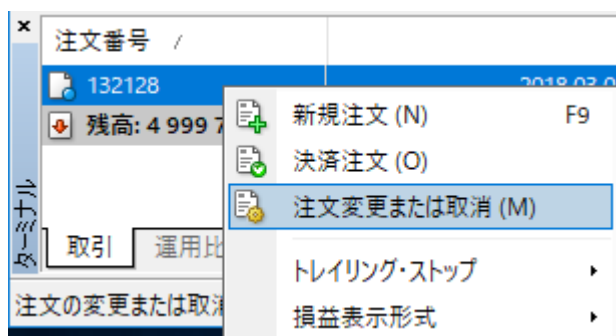 注文番号 /
132128
2018.03.0
残高: 4 999 7
新規注文 (N) F9
決済注文 (O)
注文変更または取消 (M)
トレイリング・ストップ
損益表示形式
ターミナル
取引 運用比
注文の変更または取消